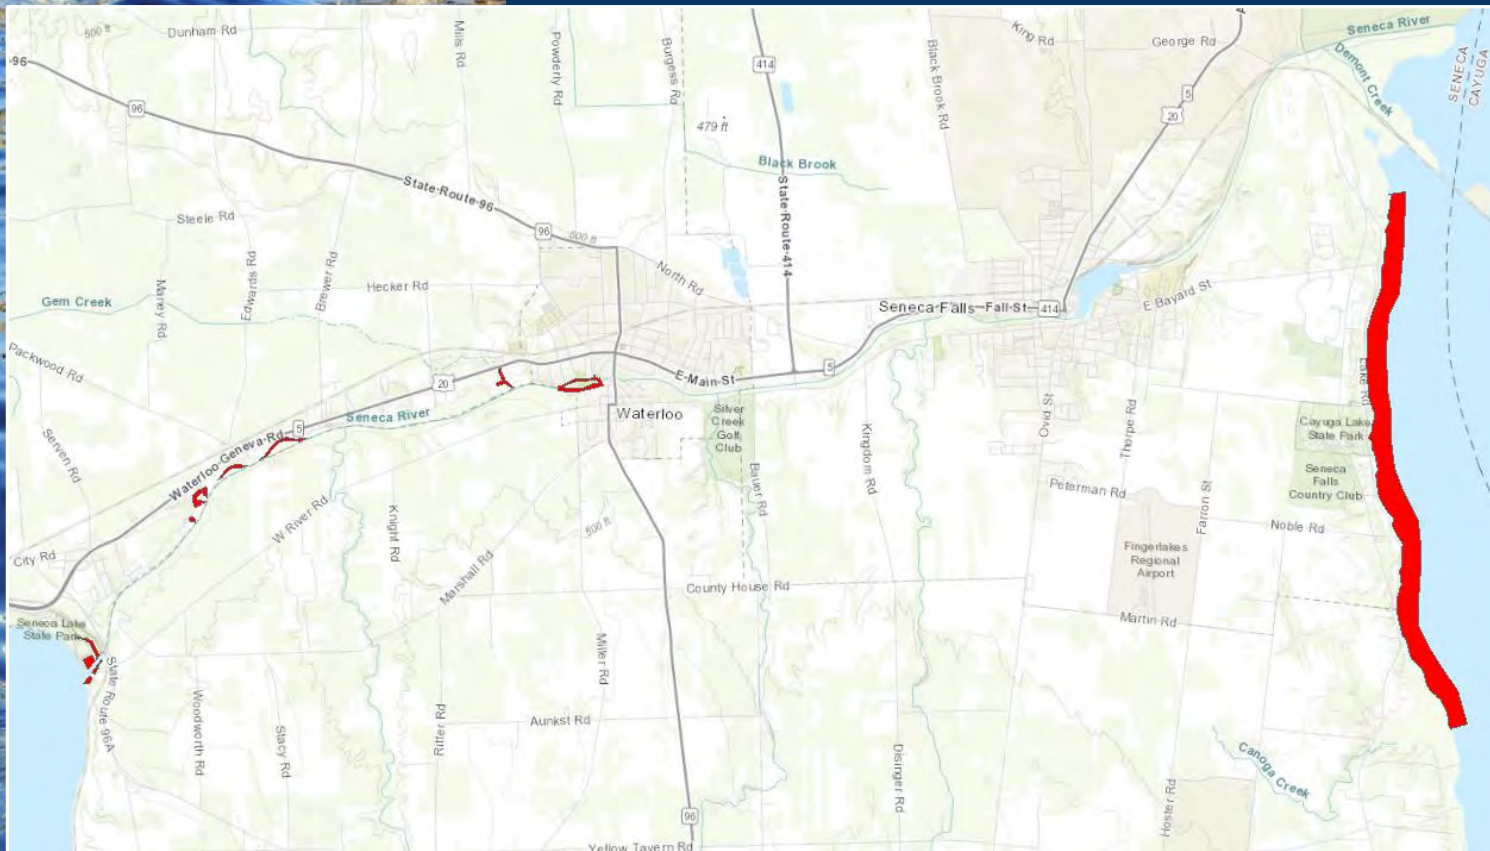 500 ft
Dunham Rd
Mills Rd
Powderly Rd
Burgess Rd
414
Black Brook Rd
King Rd
George Rd
Seneca River
Demont Creek
SENECA
CAYUGA
96
96
5
20
479 ft
Black Brook
State Route 96
State Route 414
Steele Rd
96
500 ft
North Rd
Edwards Rd
Brewer Rd
Marvey Rd
Hecker Rd
Gem Creek
Seneca Falls
Fall St
414
E Bayard St
Packwood Rd
20
E Main St
5
Lake Rd
Seneca River
Waterloo
Silver
Creek
Golf
Club
Ovid St
Thorpe Rd
Cayuga Lake
State Park
5
Waterloo Geneva Rd
Serven Rd
Kingdom Rd
Seneca
Falls
Country Club
Bauer Rd
Peterman Rd
Farron St
Noble Rd
W River Rd
Knight Rd
500 ft
Marshall Rd
City Rd
Fingerlakes
Regional
Airport
County House Rd
Martin Rd
Seneca Lake
State Park
State Route 96A
Miller Rd
Woodworth Rd
Stacy Rd
Ritter Rd
Aunkst Rd
Disinger Rd
Canoga Creek
Hoster Rd
96
Yellow Tavern Rd